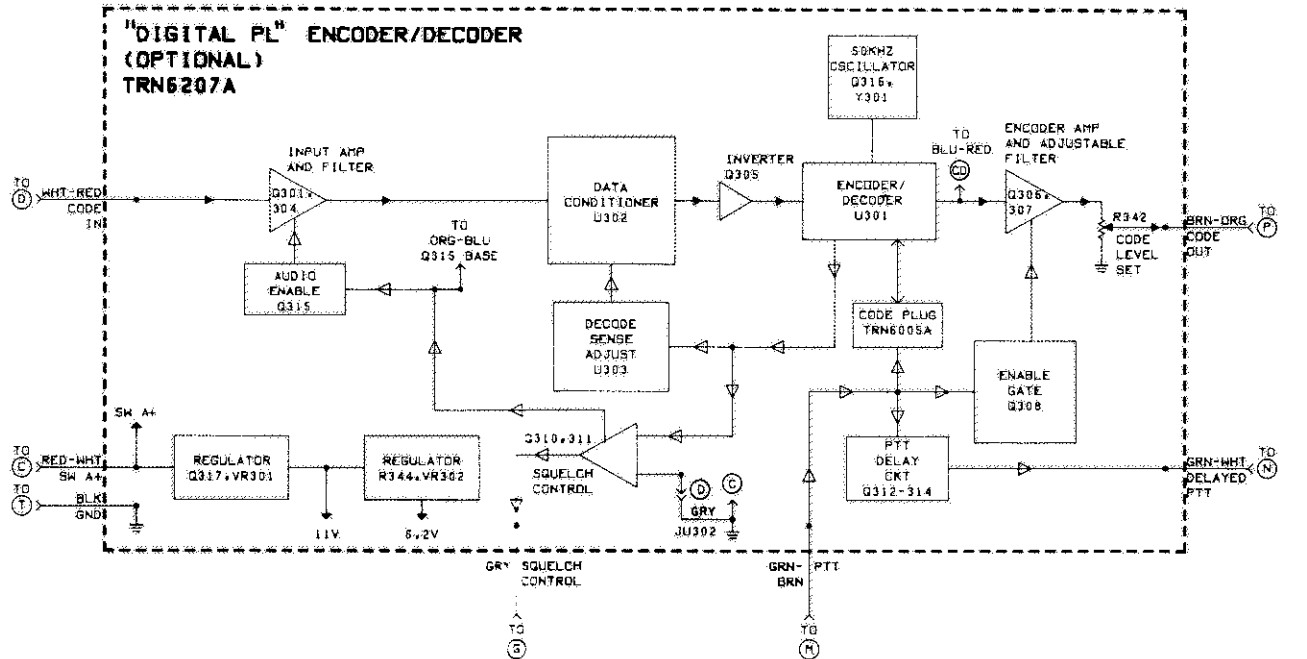 "DIGITAL PL" ENCODER/DECODER
(OPTIONAL)
TRN6207A
50KHZ
OSCILLATOR
Q316,
Y301
INPUT AMP
AND FILTER
Q301,
304
DATA
CONDITIONER
U302
INVERTER
Q305
ENCODER/
DECODER
U301
TO
BLU-RED
CD
ENCODER AMP
AND ADJUSTABLE
FILTER
Q306,
307
R342
CODE
LEVEL
SET
TO
D
WHT-RED
CODE
IN
BRN-ORG
CODE
OUT
TO
P
TO
ORG-BLU
Q315 BASE
AUDIO
ENABLE
Q315
DECODE
SENSE
ADJUST
U303
CODE PLUG
TRN6005A
ENABLE
GATE
Q308
SW A+
TO
E
RED-WHT
SW A+
TO
T
BLK
GND
REGULATOR
Q317,VR301
REGULATOR
R344,VR302
11V
6.2V
Q310,311
SQUELCH
CONTROL
D
C
GRY
JU302
PTT
DELAY
CKT
Q312-314
GRN-WHT
DELAYED
PTT
TO
N
GRY SQUELCH
CONTROL
TO
G
GRN-
BRN
PTT
TO
M